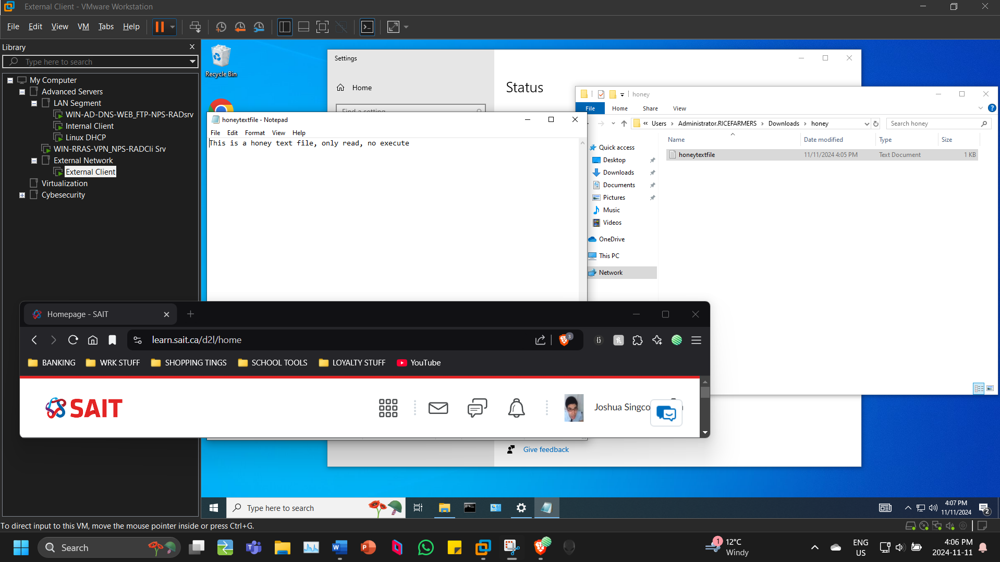 External Client - VMware Workstation
File Edit View VM Tabs Help
Library
Type here to search
My Computer
Advanced Servers
LAN Segment
WIN-AD-DNS-WEB_FTP-NPS-RADsrv
Internal Client
Linux DHCP
WIN-RRAS-VPN_NPS-RADCli Srv
External Network
External Client
Virtualization
Cybesecurity
Recycle Bin
Settings
Home
Find a setting
Status
honey
File Home Share View
« Users › Administrator.RICEFARMERS › Downloads › honey
Search honey
Name Date modified Type Size
honeytextfile 11/11/2024 4:05 PM Text Document 1 KB
Quick access
Desktop
Downloads
Documents
Pictures
Music
Videos
OneDrive
This PC
Network
honeytextfile - Notepad
File Edit Format View Help
This is a honey text file, only read, no execute
Homepage - SAIT
learn.sait.ca/d2l/home
3
BANKING WRK STUFF SHOPPING TINGS SCHOOL TOOLS LOYALTY STUFF YouTube
SAIT
Joshua
Give feedback
Type here to search
4:07 PM
11/11/2024
2
To direct input to this VM, move the mouse pointer inside or press Ctrl+G.
Search
1
12°C
Windy
ENG
US
4:06 PM
2024-11-11